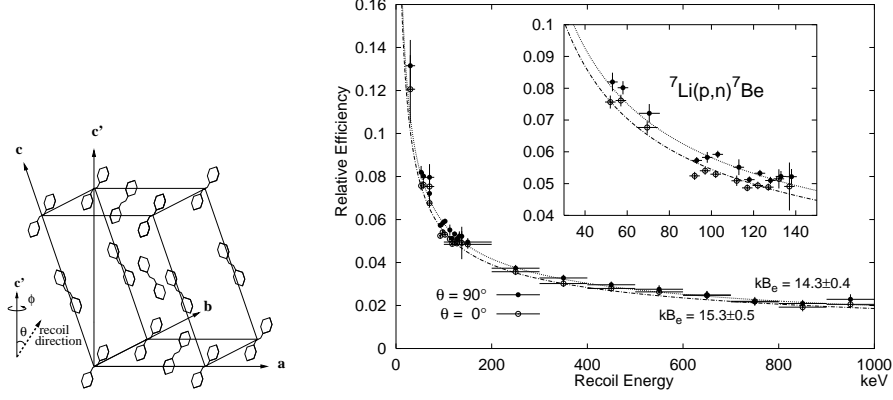 c
c'
b
a
c'
ϕ
θ
recoil
direction
Relative Efficiency
0.16
0.14
0.12
0.1
0.08
0.06
0.04
0.02
0
0 200 400 600 800 1000
Recoil Energy keV
θ = 90°
θ = 0°
kBₑ = 14.3±0.4
kBₑ = 15.3±0.5
⁷Li(p,n)⁷Be
0.1
0.09
0.08
0.07
0.06
0.05
0.04
40 60 80 100 120 140